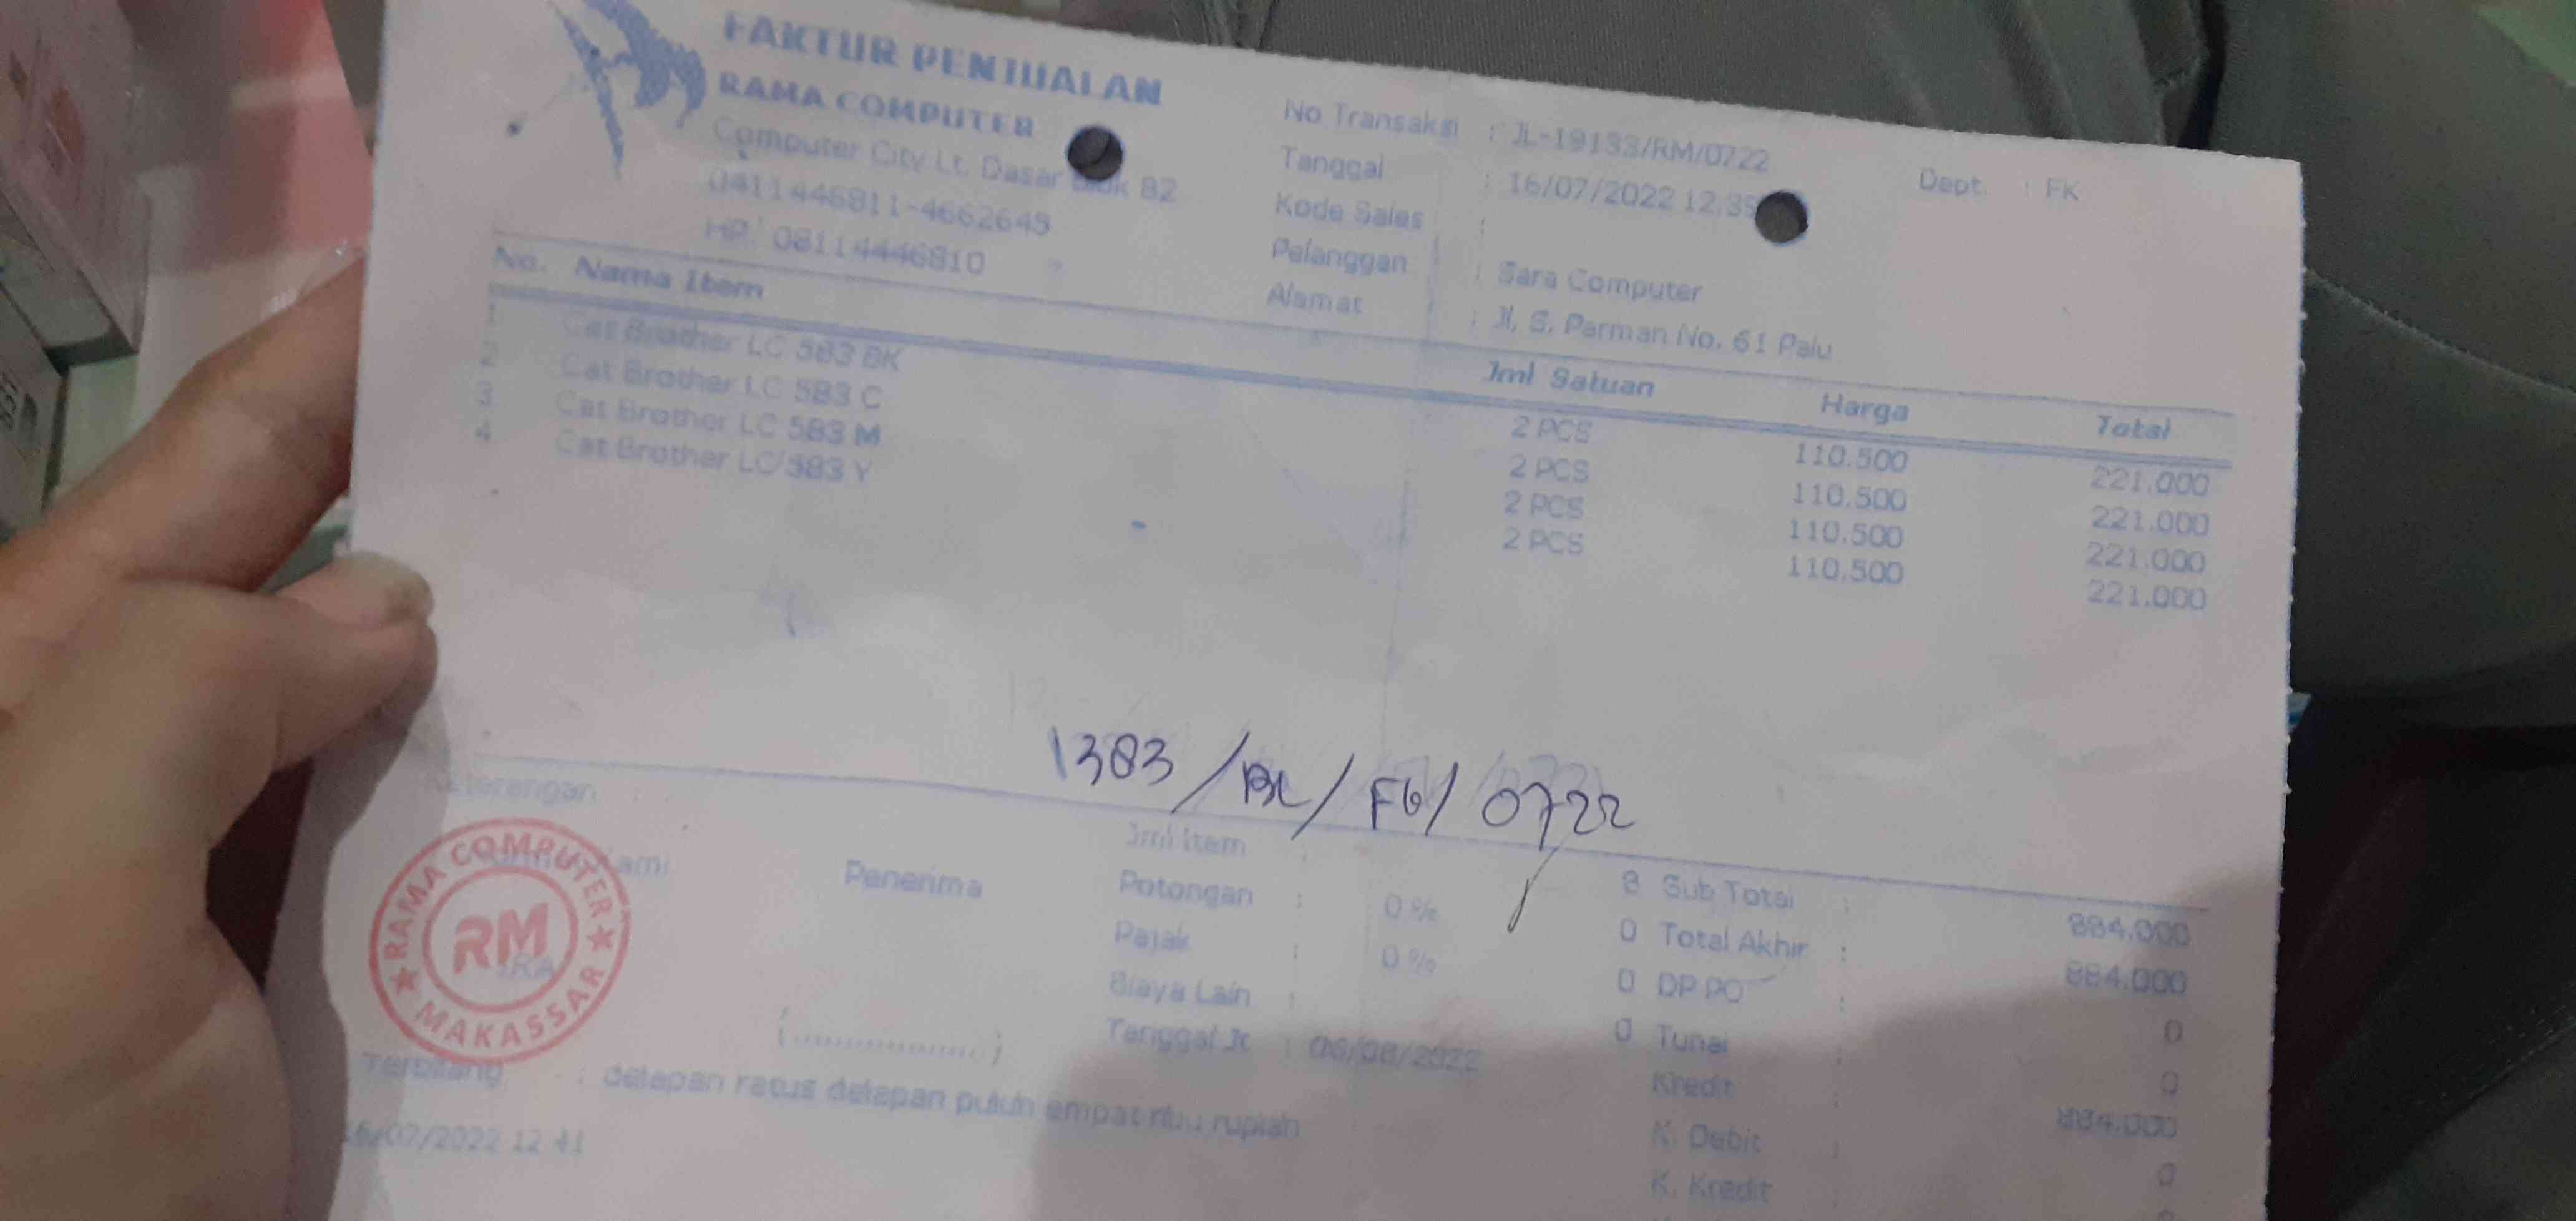 FAKTUR PENJUALAN
RAMA COMPUTER
Computer City Lt. Dasar Blok B2
0411446811-4662645
HP. 08114446810
No Transaksi : JL-19133/RM/0722
Tanggal : 16/07/2022 12.35
Kode Sales :
Pelanggan : Sara Computer
Alamat : Jl. S. Parman No. 61 Palu
Dept. : FK
No. Nama Item Jml Satuan Harga Total
1 Cat Brother LC 583 BK 2 PCS 110.500 221.000
2 Cat Brother LC 583 C 2 PCS 110.500 221.000
3 Cat Brother LC 583 M 2 PCS 110.500 221.000
4 Cat Brother LC 583 Y 2 PCS 110.500 221.000
1383/BL/FG/0722
Keterangan :
Jml Item : 8
Potongan : 0 % 0
Pajak : 0 % 0
Biaya Lain : 0
Tanggal Jt : 06/08/2022
Sub Total : 884.000
Total Akhir : 884.000
DP PO : 0
Tunai : 0
Kredit : 884.000
K. Debit : 0
K. Kredit
Penerima
(....................)
RAMA COMPUTER
RM
MAKASSAR
Terbilang : delapan ratus delapan puluh empat ribu rupiah
16/07/2022 12 41